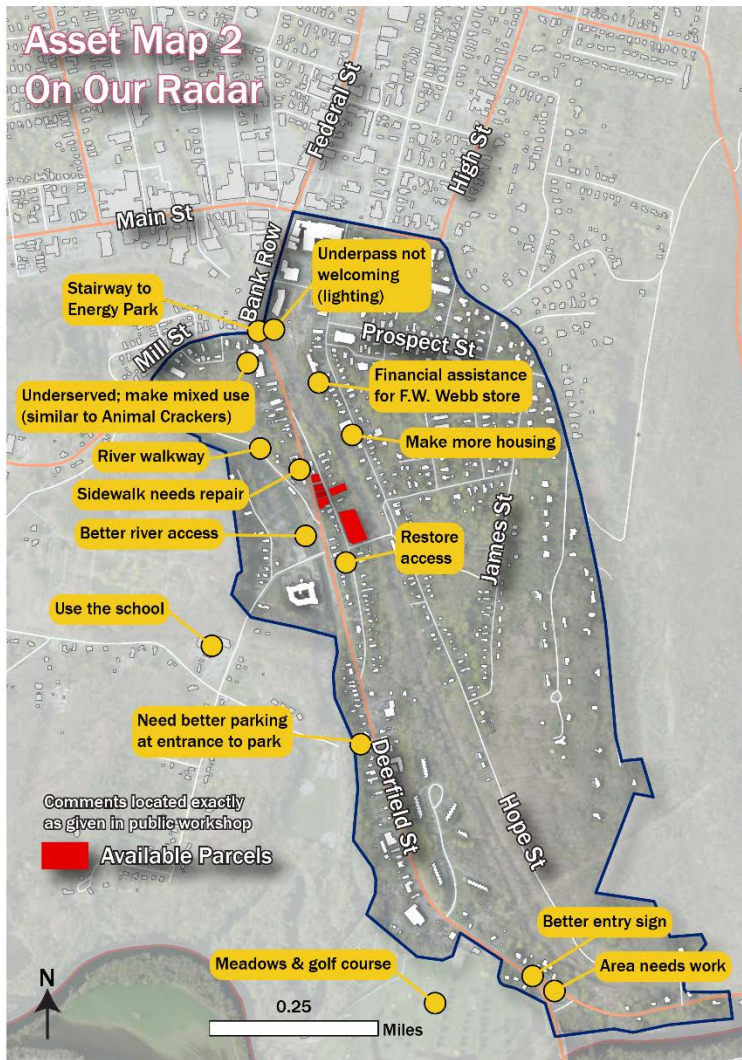 Asset Map 2
On Our Radar
Federal St
High St
Main St
Bank Row
Underpass not
welcoming
(lighting)
Stairway to
Energy Park
Mill St
Prospect St
Underserved; make mixed use
(similar to Animal Crackers)
Financial assistance
for F.W. Webb store
River walkway
Make more housing
Sidewalk needs repair
Better river access
Restore
access
James St
Use the school
Need better parking
at entrance to park
Deerfield St
Hope St
Comments located exactly
as given in public workshop
Available Parcels
Better entry sign
Meadows & golf course
Area needs work
N
0.25
Miles